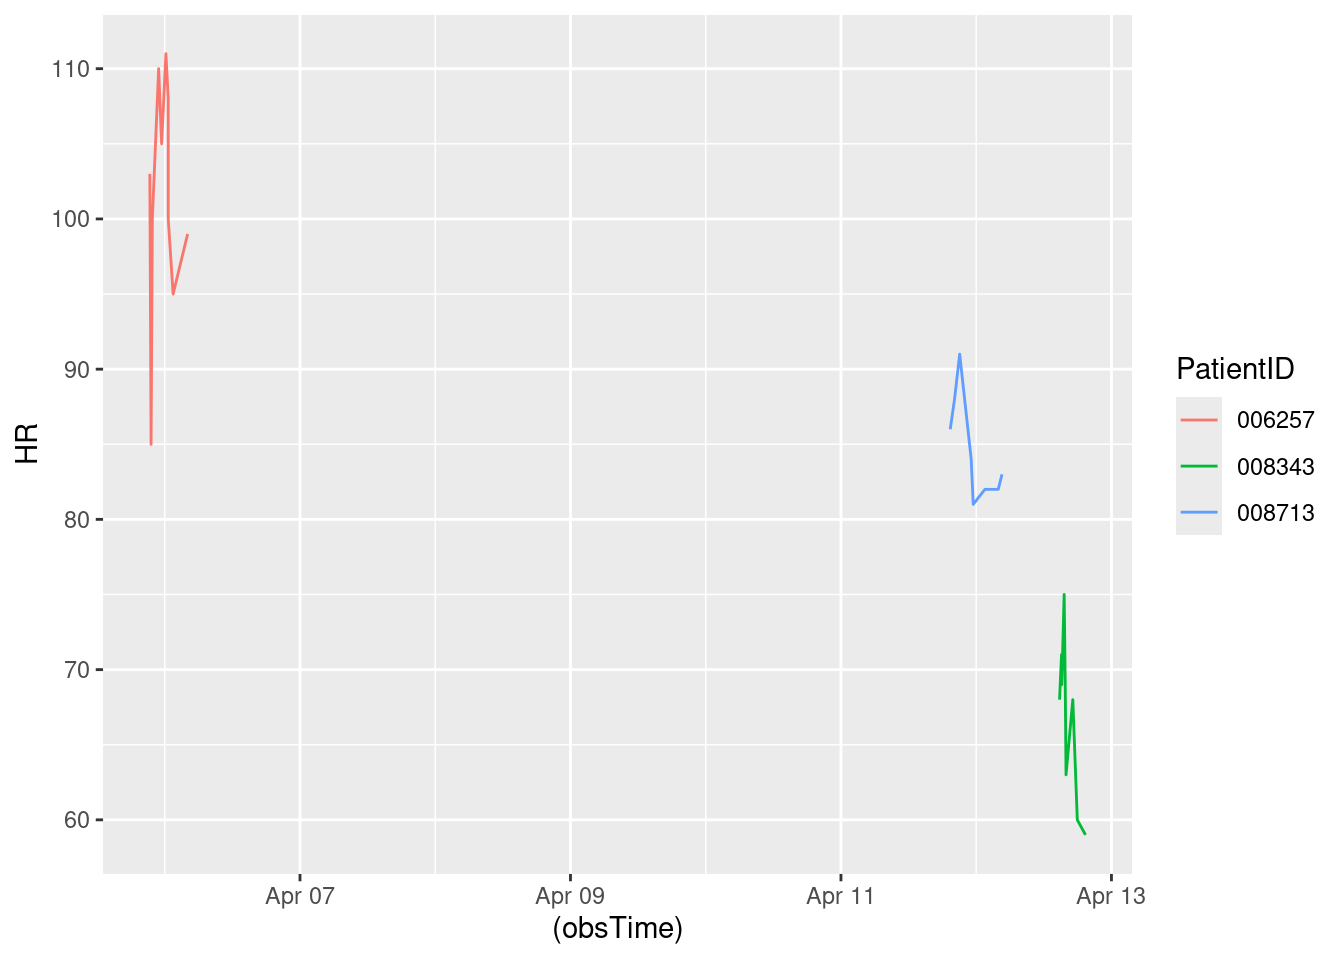 110
100
90
80
70
60
HR
Apr 07
Apr 09
Apr 11
Apr 13
(obsTime)
PatientID
006257
008343
008713